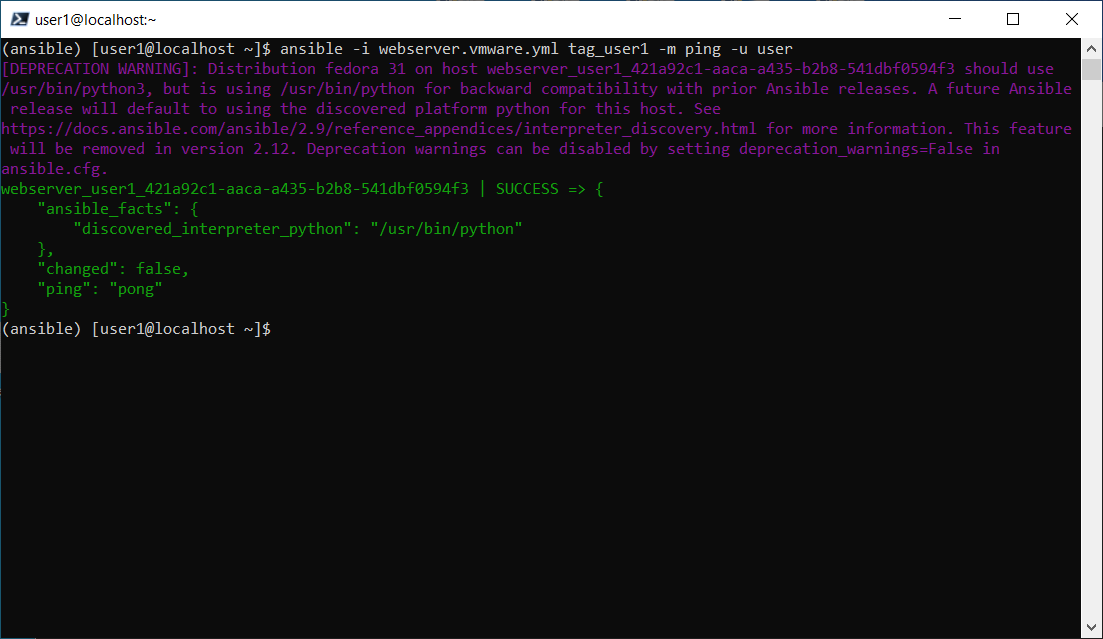 user1@localhost:~
(ansible) [user1@localhost ~]$ ansible -i webserver.vmware.yml tag_user1 -m ping -u user
[DEPRECATION WARNING]: Distribution fedora 31 on host webserver_user1_421a92c1-aaca-a435-b2b8-541dbf0594f3 should use
/usr/bin/python3, but is using /usr/bin/python for backward compatibility with prior Ansible releases. A future Ansible
 release will default to using the discovered platform python for this host. See
https://docs.ansible.com/ansible/2.9/reference_appendices/interpreter_discovery.html for more information. This feature
 will be removed in version 2.12. Deprecation warnings can be disabled by setting deprecation_warnings=False in
ansible.cfg.
webserver_user1_421a92c1-aaca-a435-b2b8-541dbf0594f3 | SUCCESS => {
    "ansible_facts": {
        "discovered_interpreter_python": "/usr/bin/python"
    },
    "changed": false,
    "ping": "pong"
}
(ansible) [user1@localhost ~]$